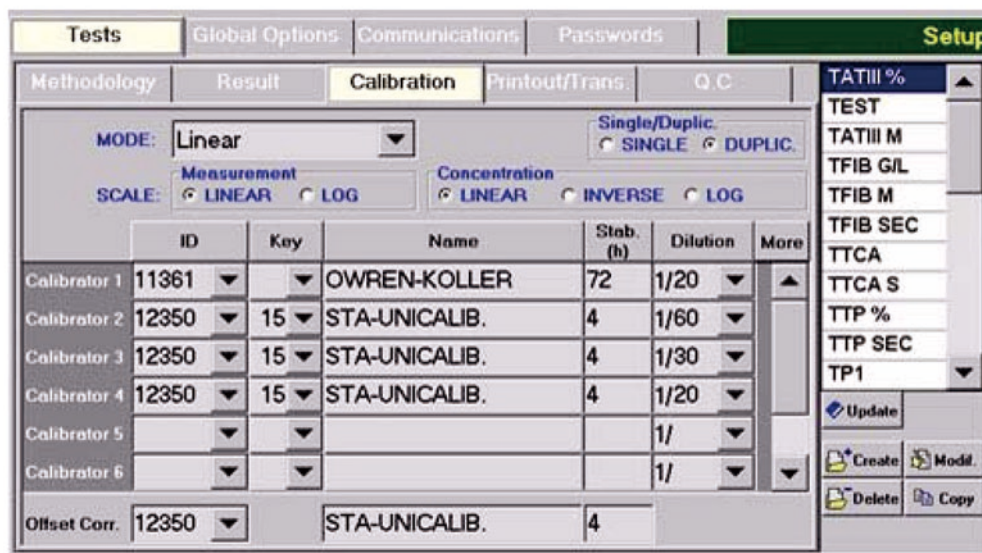 Tests Global Options Communications Passwords Setup
Methodology Result Calibration Printout/Trans. Q.C
MODE: Linear
Single/Duplic.
SINGLE DUPLIC.
SCALE:
Measurement
LINEAR LOG
Concentration
LINEAR INVERSE LOG
ID Key Name Stab. (h) Dilution More
Calibrator 1 11361 OWREN-KOLLER 72 1/20
Calibrator 2 12350 15 STA-UNICALIB. 4 1/60
Calibrator 3 12350 15 STA-UNICALIB. 4 1/30
Calibrator 4 12350 15 STA-UNICALIB. 4 1/20
Calibrator 5 1/
Calibrator 6 1/
Offset Corr. 12350 STA-UNICALIB. 4
TATIII %
TEST
TATIII M
TFIB G/L
TFIB M
TFIB SEC
TTCA
TTCA S
TTP %
TTP SEC
TP1
Update
Create Modif.
Delete Copy